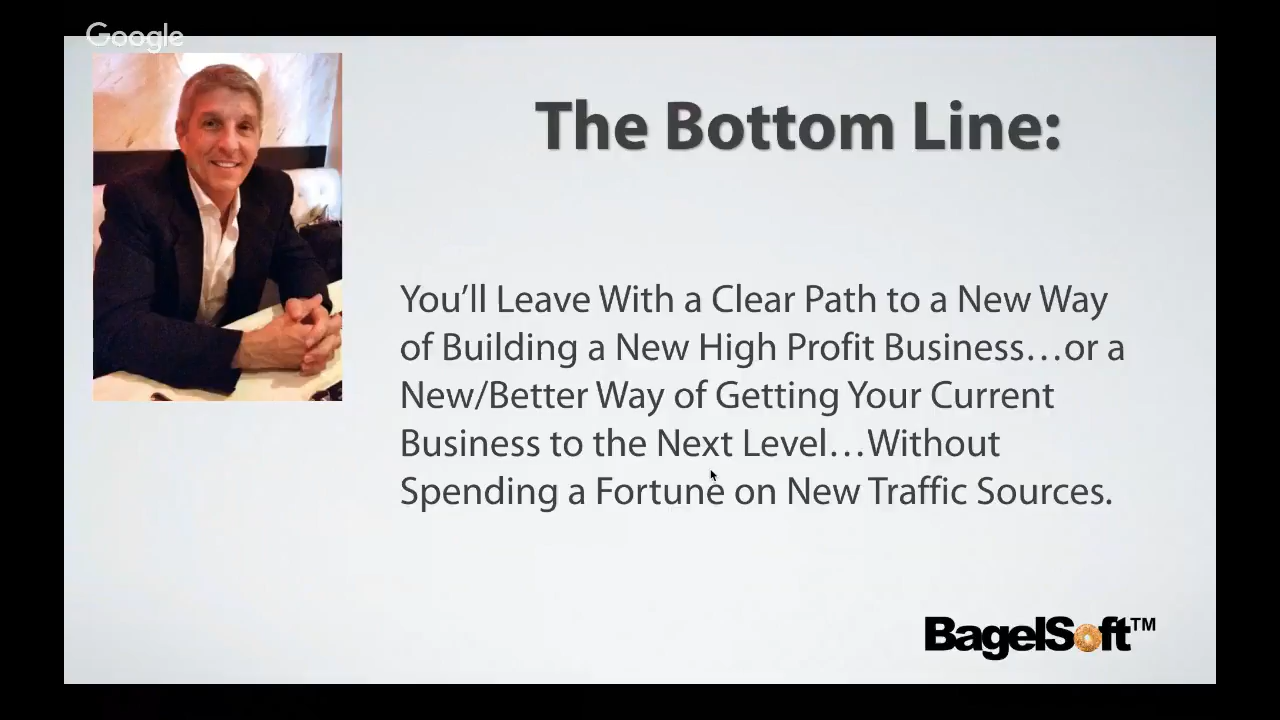 Google
The Bottom Line:
You’ll Leave With a Clear Path to a New Way
of Building a New High Profit Business…or a
New/Better Way of Getting Your Current
Business to the Next Level…Without
Spending a Fortune on New Traffic Sources.
BagelSoft™